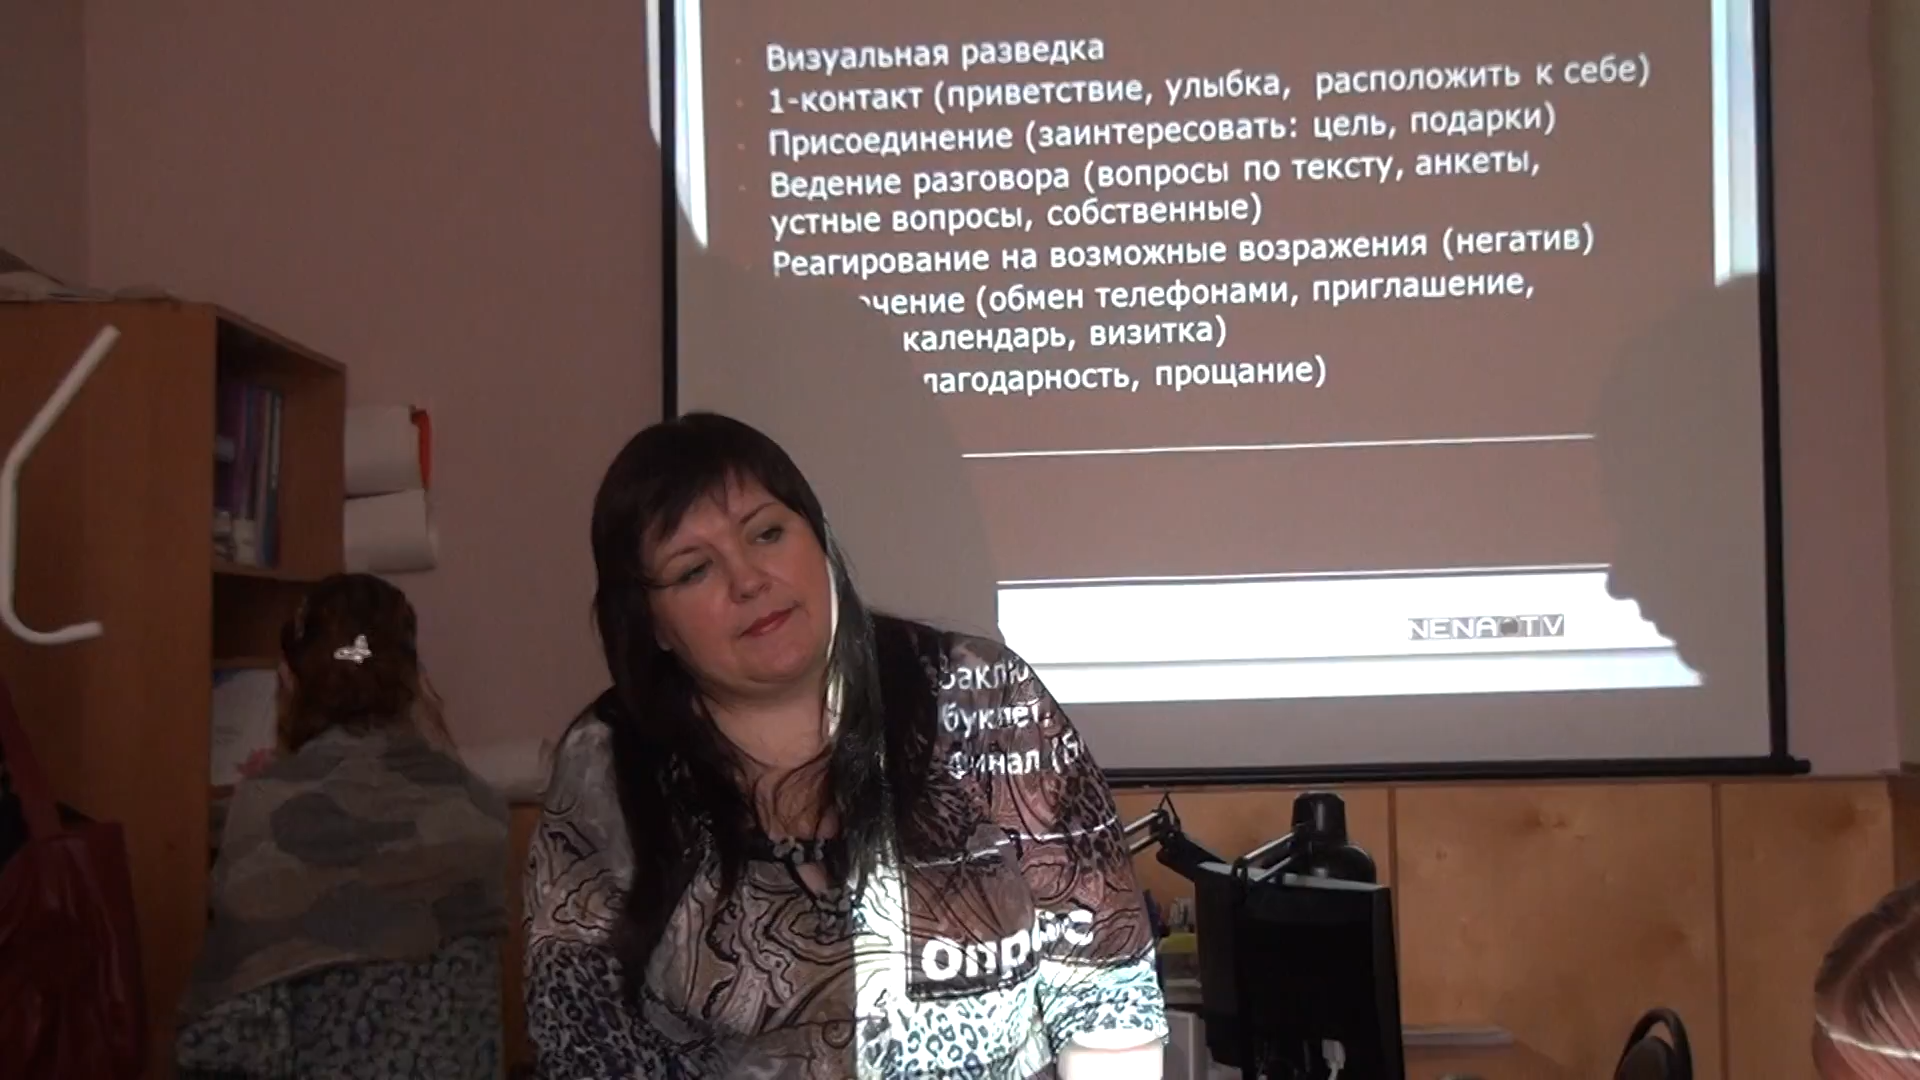 Визуальная разведка
1-контакт (приветствие, улыбка, расположить к себе)
Присоединение (заинтересовать: цель, подарки)
Ведение разговора (вопросы по тексту, анкеты,
устные вопросы, собственные)
Реагирование на возможные возражения (негатив)
чение (обмен телефонами, приглашение,
календарь, визитка)
лагодарность, прощание)
NENA TV
Заклю
буклет,
Финал (б
Опрос